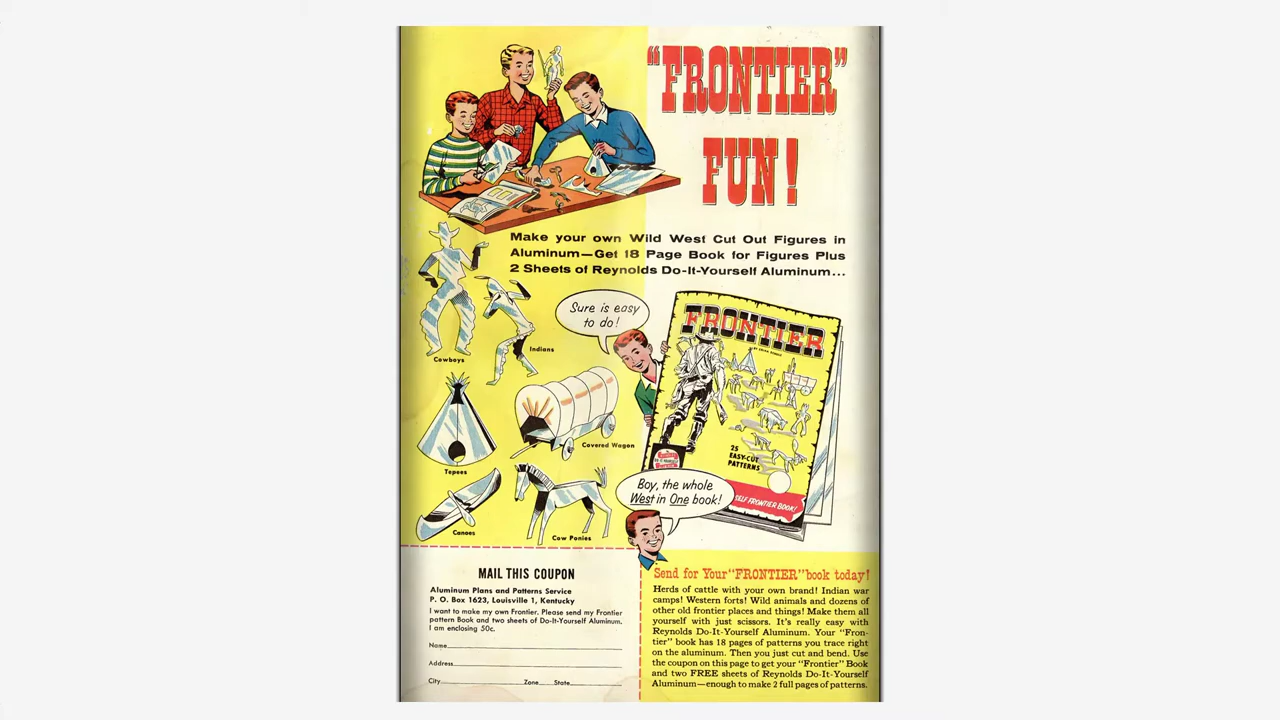 "FRONTIER"
FUN!
Make your own Wild West Cut Out Figures in
Aluminum—Get 18 Page Book for Figures Plus
2 Sheets of Reynolds Do-It-Yourself Aluminum...
Sure is easy
to do!
Cowboys
Indians
Tepees
Covered Wagon
Canoes
Cow Ponies
FRONTIER
25
EASY-CUT
PATTERNS
SELF FRONTIER BOOK!
Boy, the whole
West in One book!
MAIL THIS COUPON
Aluminum Plans and Patterns Service
P. O. Box 1623, Louisville 1, Kentucky
I want to make my own Frontier. Please send my Frontier
pattern Book and two sheets of Do-It-Yourself Aluminum.
I am enclosing 50c.
Name
Address
City Zone State
Send for Your "FRONTIER" book today!
Herds of cattle with your own brand! Indian war
camps! Western forts! Wild animals and dozens of
other old frontier places and things! Make them all
yourself with just scissors. It's really easy with
Reynolds Do-It-Yourself Aluminum. Your "Fron-
tier" book has 18 pages of patterns you trace right
on the aluminum. Then you just cut and bend. Use
the coupon on this page to get your "Frontier" Book
and two FREE sheets of Reynolds Do-It-Yourself
Aluminum—enough to make 2 full pages of patterns.